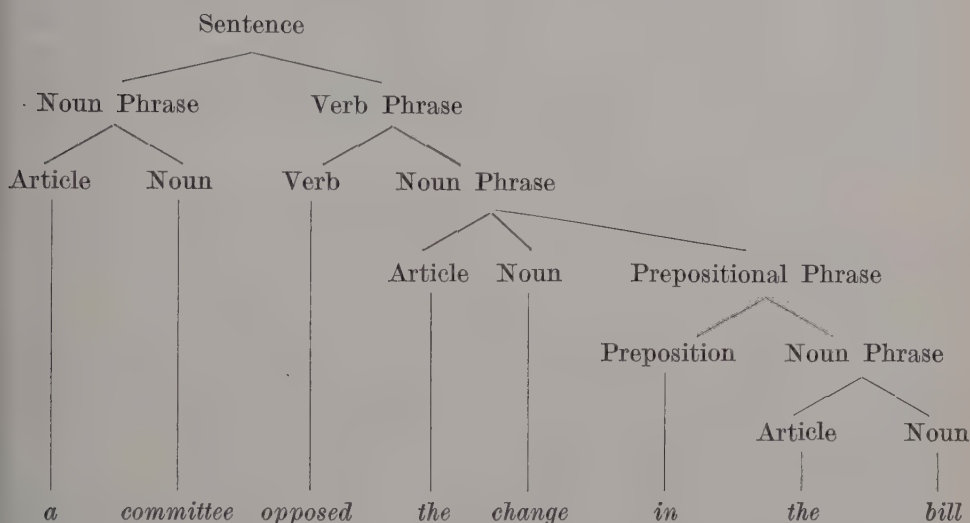 Sentence
Noun Phrase Verb Phrase
Article Noun Verb Noun Phrase
Article Noun Prepositional Phrase
Preposition Noun Phrase
Article Noun
a committee opposed the change in the bill